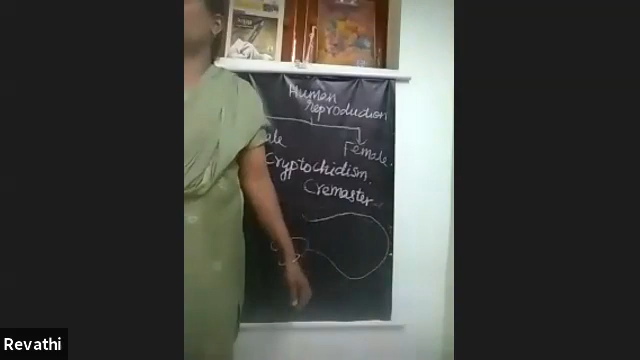 Human
reproduction
ale
Female.
Cryptochidism.
Cremaster
Revathi